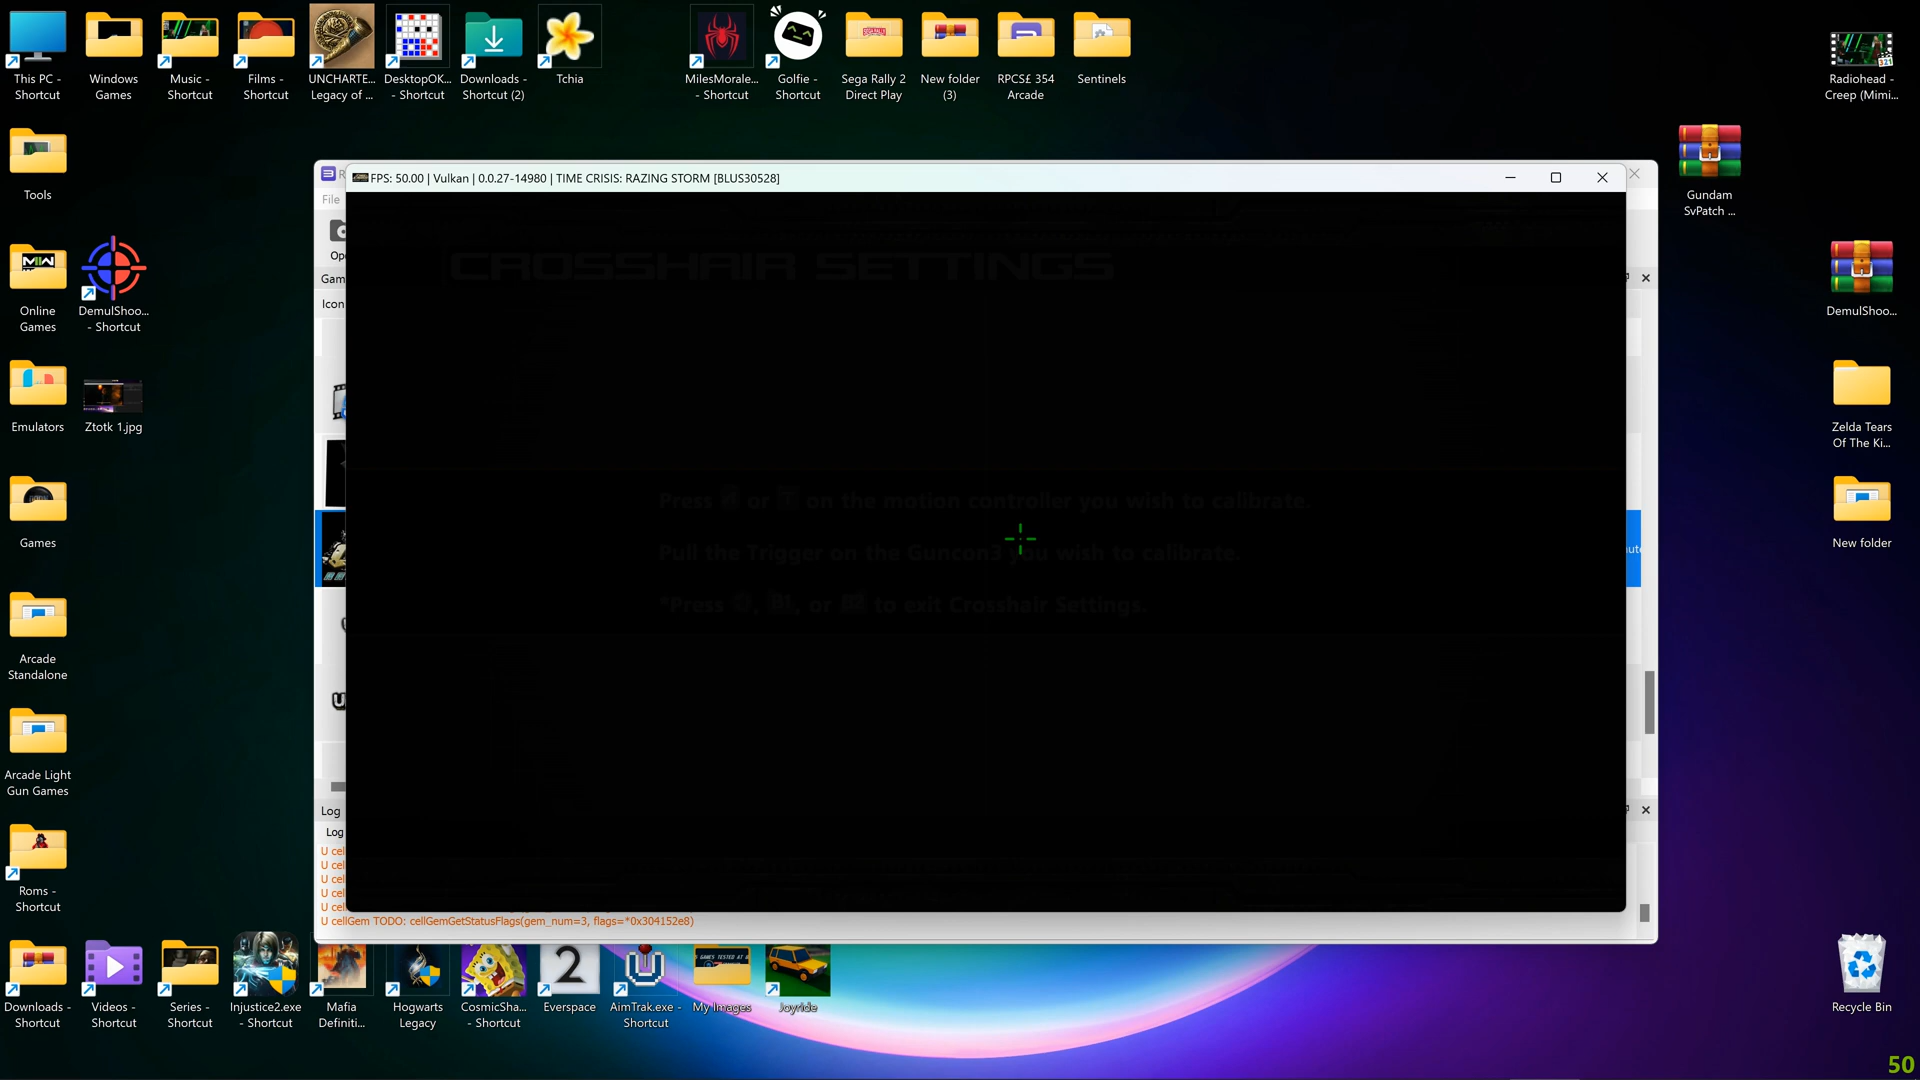 This PC -
Shortcut
Windows
Games
Music -
Shortcut
Films -
Shortcut
UNCHARTE...
Legacy of ...
DesktopOK...
- Shortcut
Downloads -
Shortcut (2)
Tchia
MilesMorale...
- Shortcut
Golfie -
Shortcut
Sega Rally 2
Direct Play
New folder
(3)
RPCS£ 354
Arcade
Sentinels
Radiohead -
Creep (Mimi...
Tools
Gundam
SvPatch ...
Online
Games
DemulShoo...
- Shortcut
DemulShoo...
Emulators
Ztotk 1.jpg
Zelda Tears
Of The Ki...
Games
New folder
Arcade
Standalone
Arcade Light
Gun Games
Roms -
Shortcut
File
Gam
Icon
FPS: 50.00 | Vulkan | 0.0.27-14980 | TIME CRISIS: RAZING STORM [BLUS30528]
CROSSHAIR SETTINGS
Press or on the motion controller you wish to calibrate.
Pull the Trigger on the Guncon3 you wish to calibrate.
*Press , , or to exit Crosshair Settings.
Log
Log
U cel
U cel
U cel
U cel
U cel
U cellGem TODO: cellGemGetStatusFlags(gem_num=3, flags=*0x304152e8)
Downloads -
Shortcut
Videos -
Shortcut
Series -
Shortcut
Injustice2.exe
- Shortcut
Mafia
Definiti...
Hogwarts
Legacy
CosmicSha...
- Shortcut
Everspace
AimTrak.exe -
Shortcut
My Images
Joyride
Recycle Bin
50